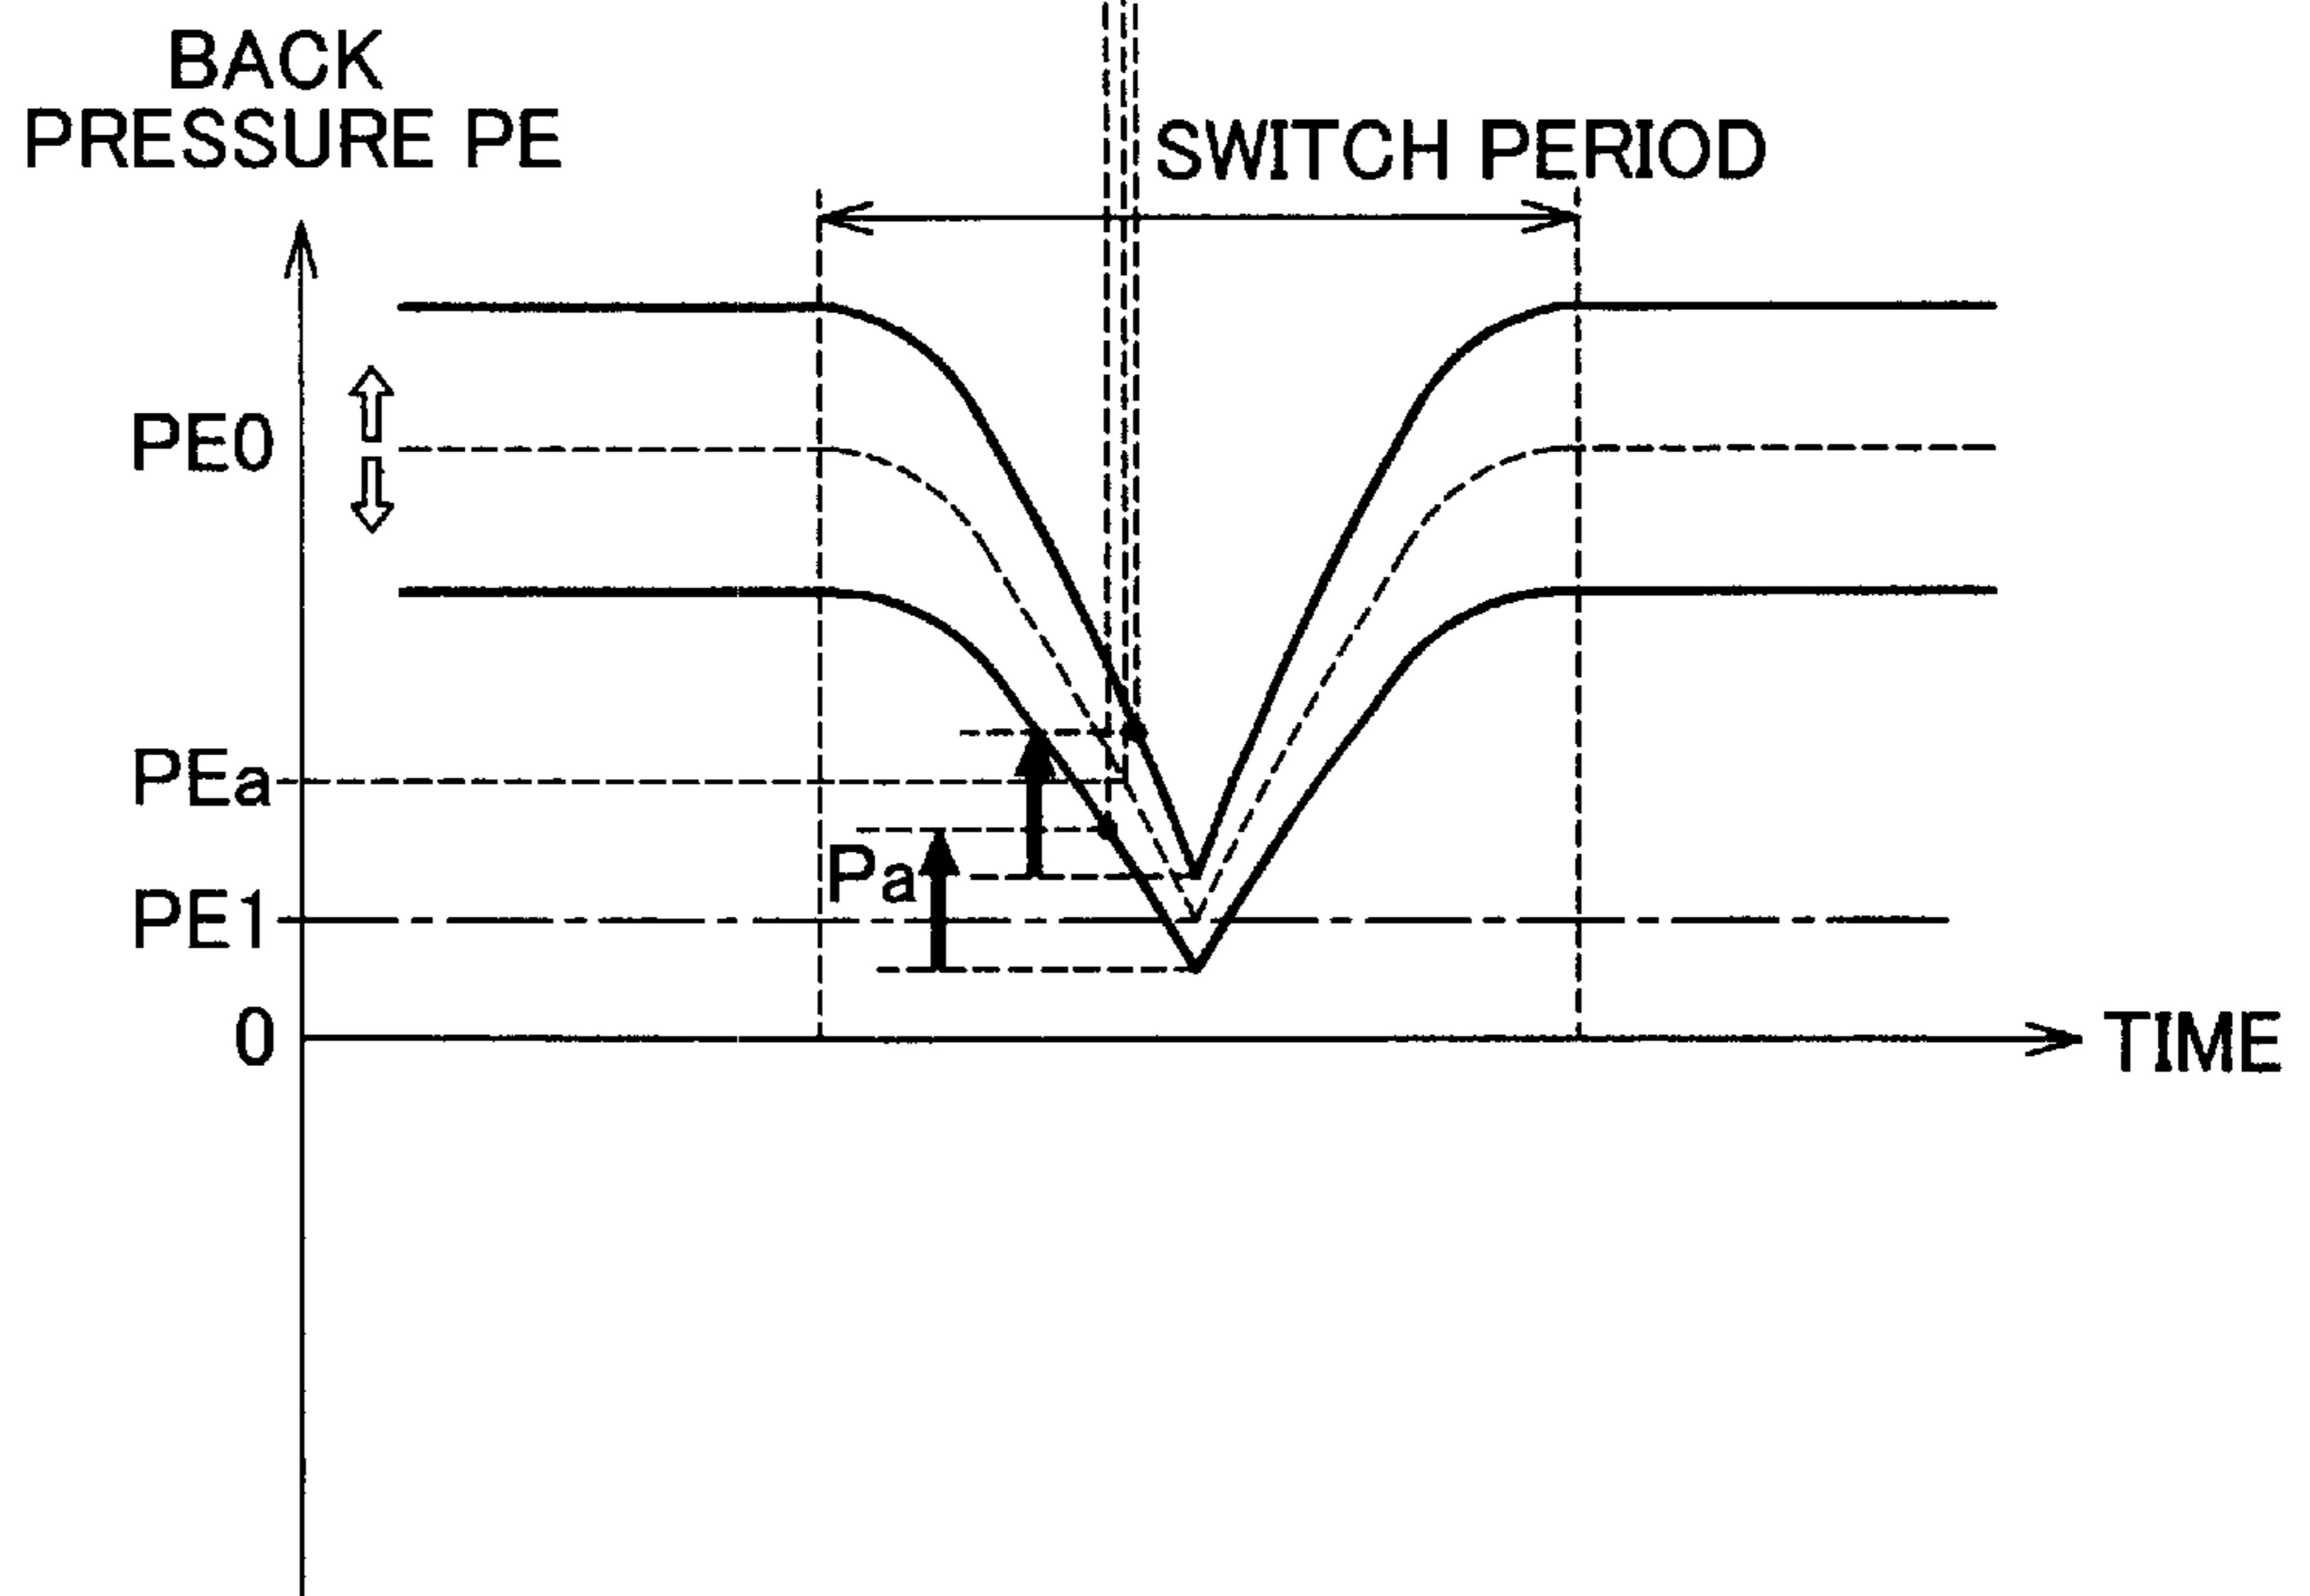 BACK
PRESSURE PE
SWITCH PERIOD
PE0
PEa
Pa
PE1
0
TIME